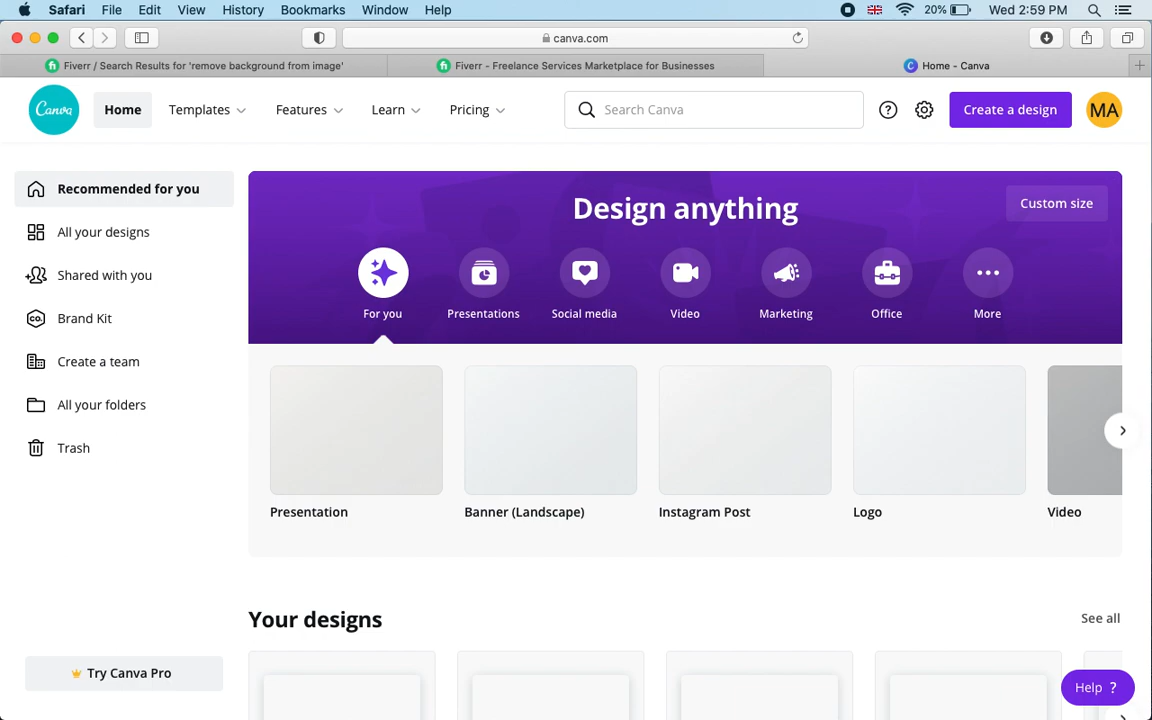 Safari File Edit View History Bookmarks Window Help 20% Wed 2:59 PM
canva.com
Fiverr / Search Results for 'remove background from image' Fiverr - Freelance Services Marketplace for Businesses Home - Canva
Canva Home Templates Features Learn Pricing Search Canva Create a design MA
Recommended for you
All your designs
Shared with you
Brand Kit
Create a team
All your folders
Trash
Try Canva Pro
Design anything
Custom size
For you Presentations Social media Video Marketing Office More
Presentation Banner (Landscape) Instagram Post Logo Video
Your designs See all
Help ?